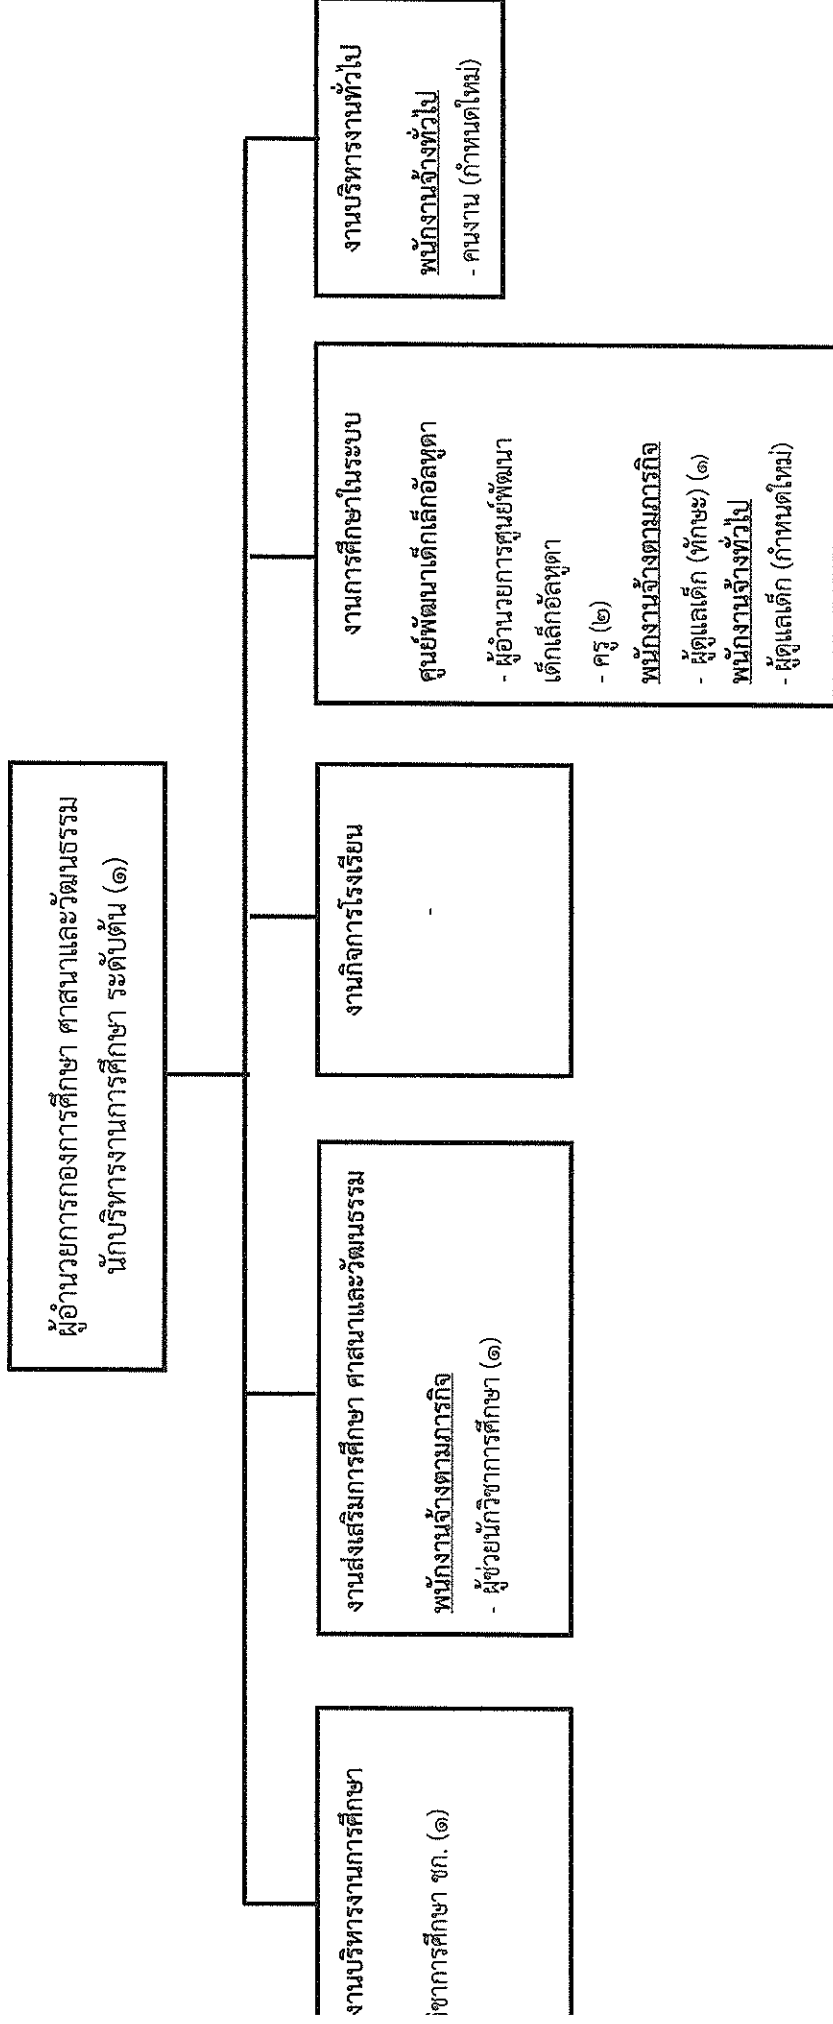 ผู้อำนวยการกองการศึกษา ศาสนาและวัฒนธรรม
นักบริหารงานการศึกษา ระดับต้น (๑)
งานบริหารงานการศึกษา
วิชาการศึกษา ชก. (๑)
งานส่งเสริมการศึกษา ศาสนาและวัฒนธรรม
พนักงานจ้างตามภารกิจ
- ผู้ช่วยนักวิชาการศึกษา (๑)
งานกิจการโรงเรียน
-
งานการศึกษาในระบบ
ศูนย์พัฒนาเด็กเล็กอัลหูดา
- ผู้อำนวยการศูนย์พัฒนา
เด็กเล็กอัลหูดา
- ครู (๒)
พนักงานจ้างตามภารกิจ
- ผู้ดูแลเด็ก (ทักษะ) (๑)
พนักงานจ้างทั่วไป
- ผู้ดูแลเด็ก (กำหนดใหม่)
งานบริหารงานทั่วไป
พนักงานจ้างทั่วไป
- คนงาน (กำหนดใหม่)